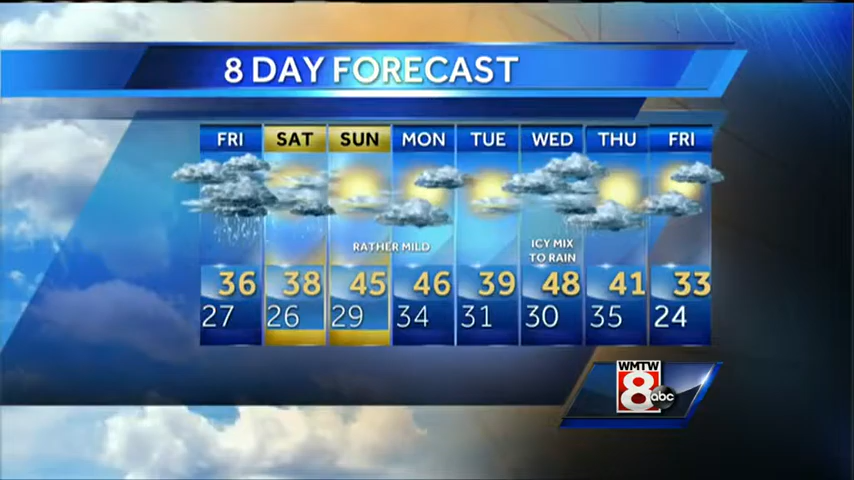 8 DAY FORECAST
FRI SAT SUN MON TUE WED THU FRI
RATHER MILD
ICY MIX
TO RAIN
36 38 45 46 39 48 41 33
27 26 29 34 31 30 35 24
WMTW
8
abc